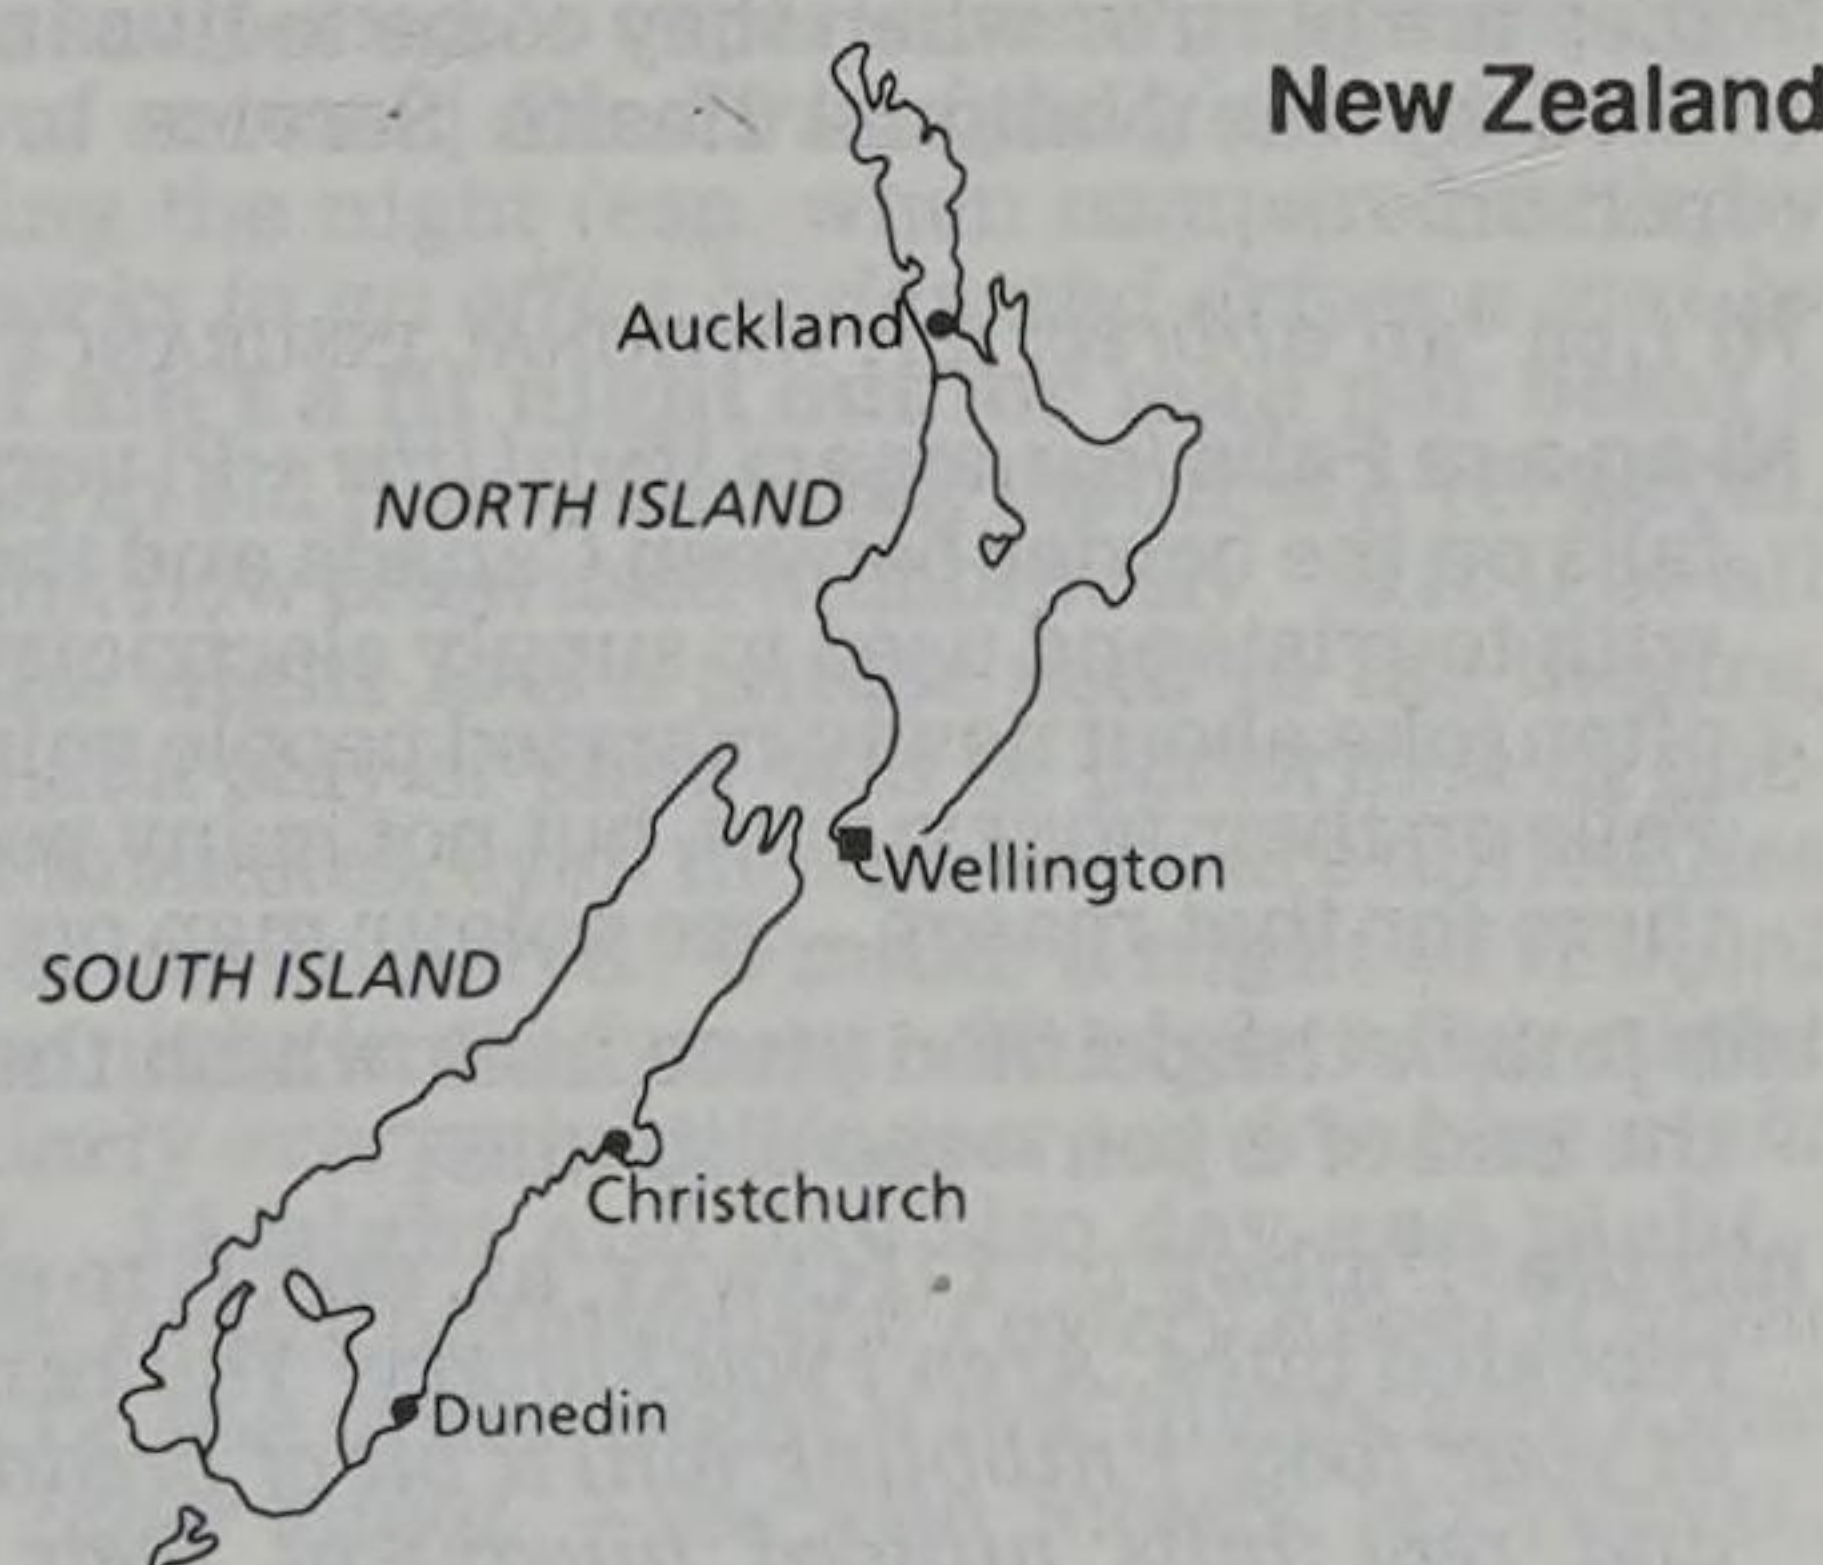 New Zealand
Auckland
NORTH ISLAND
Wellington
SOUTH ISLAND
Christchurch
Dunedin